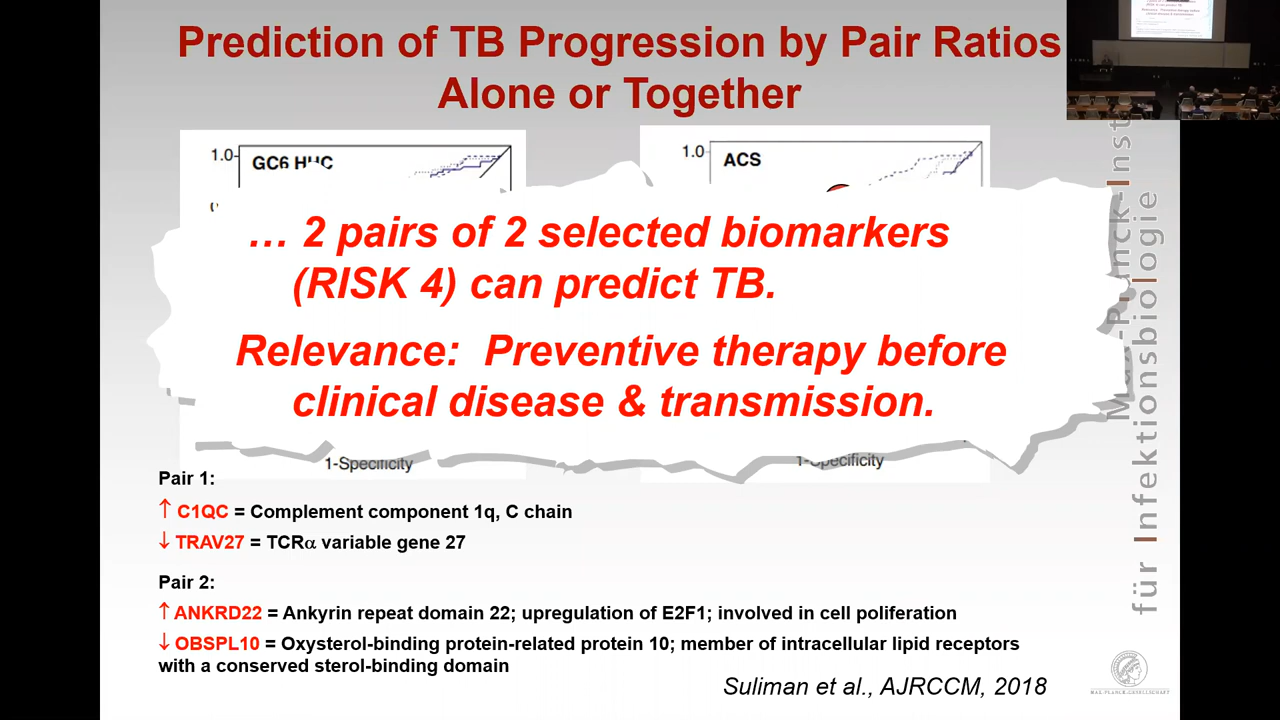 Prediction of TB Progression by Pair Ratios
Alone or Together
1.0
GC6 HHC
1.0
ACS
… 2 pairs of 2 selected biomarkers
(RISK 4) can predict TB.
Relevance: Preventive therapy before
clinical disease & transmission.
1-Specificity
1-Specificity
Pair 1:
↑ C1QC = Complement component 1q, C chain
↓ TRAV27 = TCRα variable gene 27
Pair 2:
↑ ANKRD22 = Ankyrin repeat domain 22; upregulation of E2F1; involved in cell poliferation
↓ OBSPL10 = Oxysterol-binding protein-related protein 10; member of intracellular lipid receptors
with a conserved sterol-binding domain
Suliman et al., AJRCCM, 2018
für Infektionsbiologie
MAX-PLANCK-GESELLSCHAFT